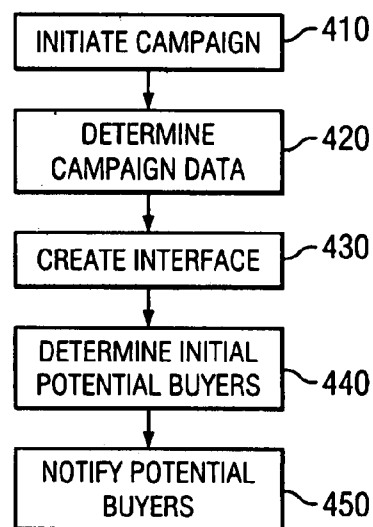 INITIATE CAMPAIGN 410
DETERMINE
CAMPAIGN DATA 420
CREATE INTERFACE 430
DETERMINE INITIAL
POTENTIAL BUYERS 440
NOTIFY POTENTIAL
BUYERS 450